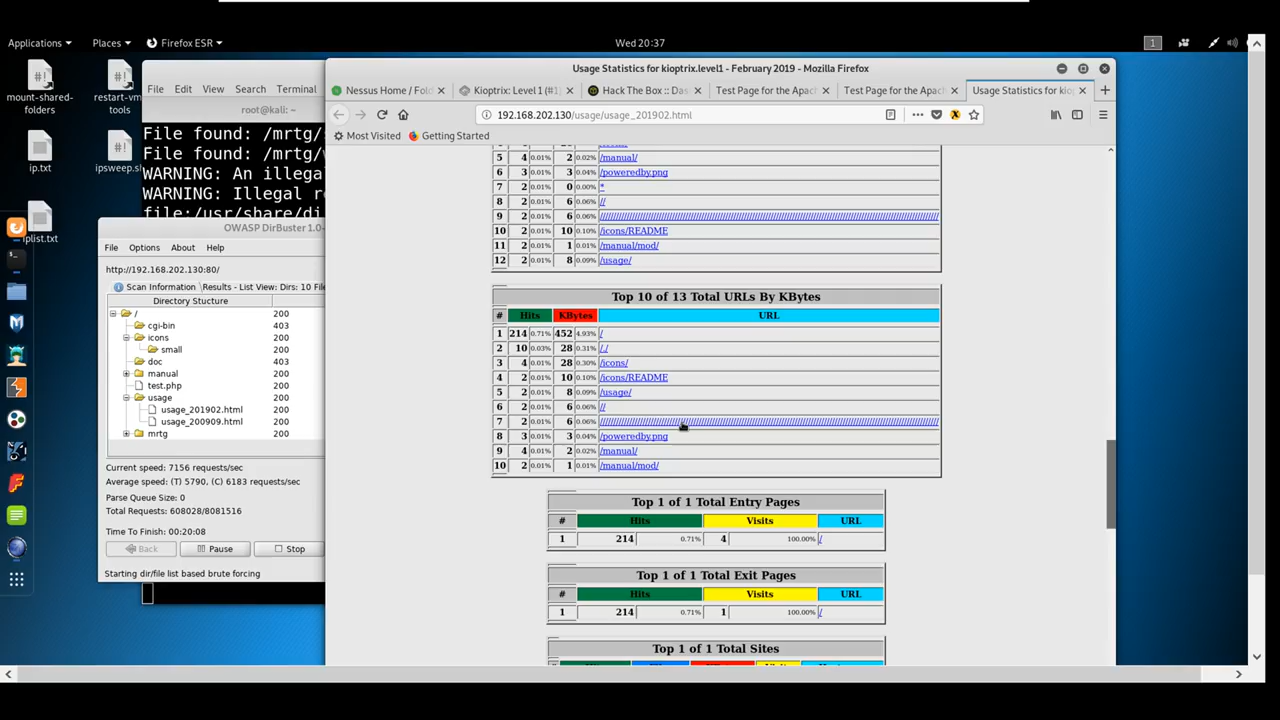 Applications Places Firefox ESR Wed 20:37 1
mount-shared-folders
restart-vm-tools
ip.txt
ipsweep.sh
iplist.txt
File Edit View Search Terminal
root@kali: ~
File found: /mrtg/
File found: /mrtg/
WARNING: An illega
WARNING: Illegal re
file:/usr/share/di
OWASP DirBuster 1.0-
File Options About Help
http://192.168.202.130:80/
Scan Information Results - List View: Dirs: 10 File
Directory Stucture
/ 200
cgi-bin 403
icons 200
small 200
doc 403
manual 200
test.php 200
usage 200
usage_201902.html 200
usage_200909.html 200
mrtg 200
Current speed: 7156 requests/sec
Average speed: (T) 5790, (C) 6183 requests/sec
Parse Queue Size: 0
Total Requests: 608028/8081516
Time To Finish: 00:20:08
Back Pause Stop
Starting dir/file list based brute forcing
Usage Statistics for kioptrix.level1 - February 2019 - Mozilla Firefox
Nessus Home / Fold
Kioptrix: Level 1 (#1)
Hack The Box :: Das
Test Page for the Apac
Test Page for the Apac
Usage Statistics for kio
192.168.202.130/usage/usage_201902.html
Most Visited Getting Started
5 4 0.01% 2 0.02% /manual/
6 3 0.01% 3 0.04% /poweredby.png
7 2 0.01% 0 0.00% *
8 2 0.01% 6 0.06% //
9 2 0.01% 6 0.06%
10 2 0.01% 10 0.10% /icons/README
11 2 0.01% 1 0.01% /manual/mod/
12 2 0.01% 8 0.09% /usage/
Top 10 of 13 Total URLs By KBytes
# Hits KBytes URL
1 214 0.71% 452 4.93% /
2 10 0.03% 28 0.31% /./
3 4 0.01% 28 0.30% /icons/
4 2 0.01% 10 0.10% /icons/README
5 2 0.01% 8 0.09% /usage/
6 2 0.01% 6 0.06% //
7 2 0.01% 6 0.06%
8 3 0.01% 3 0.04% /poweredby.png
9 4 0.01% 2 0.02% /manual/
10 2 0.01% 1 0.01% /manual/mod/
Top 1 of 1 Total Entry Pages
# Hits Visits URL
1 214 0.71% 4 100.00% /
Top 1 of 1 Total Exit Pages
# Hits Visits URL
1 214 0.71% 1 100.00% /
Top 1 of 1 Total Sites